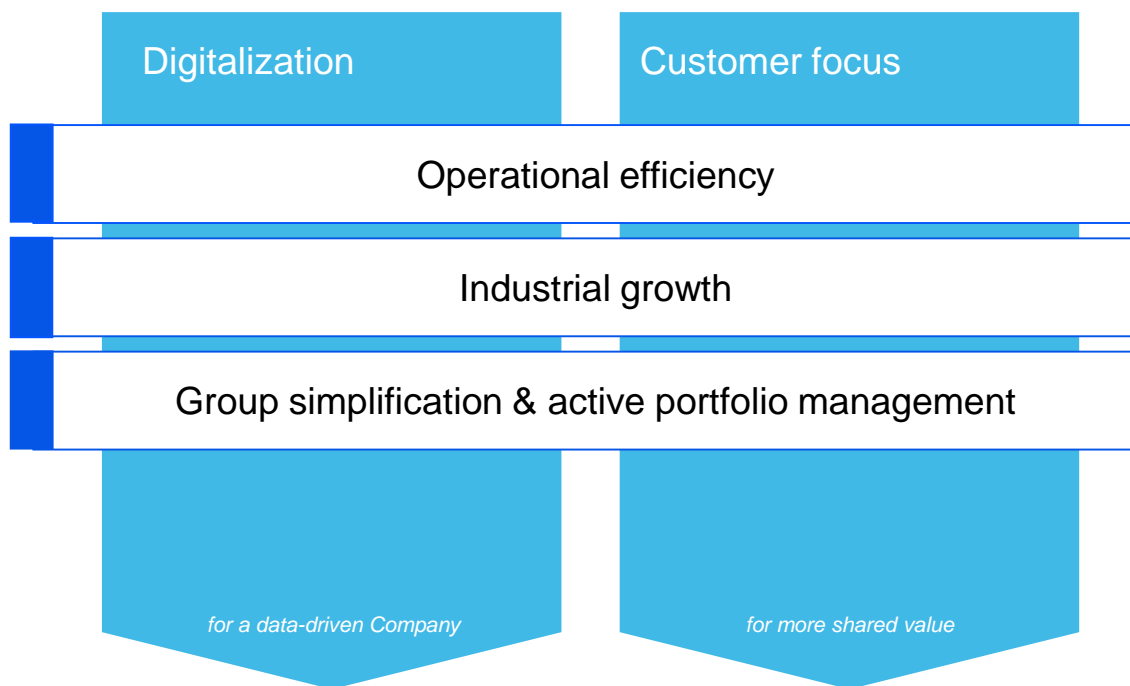 Digitalization
Customer focus
Operational efficiency
Industrial growth
Group simplification & active portfolio management
for a data-driven Company
for more shared value